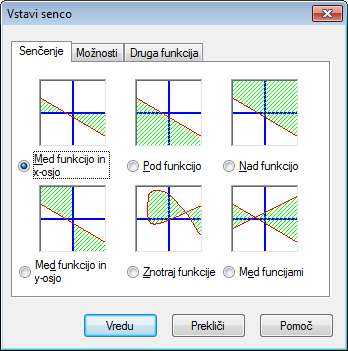 Vstavi senco
Senčenje Možnosti Druga funkcija
Med funkcijo in
x-osjo
Pod funkcijo
Nad funkcijo
Med funkcijo in
y-osjo
Znotraj funkcije
Med funcijami
Vredu Prekliči Pomoč